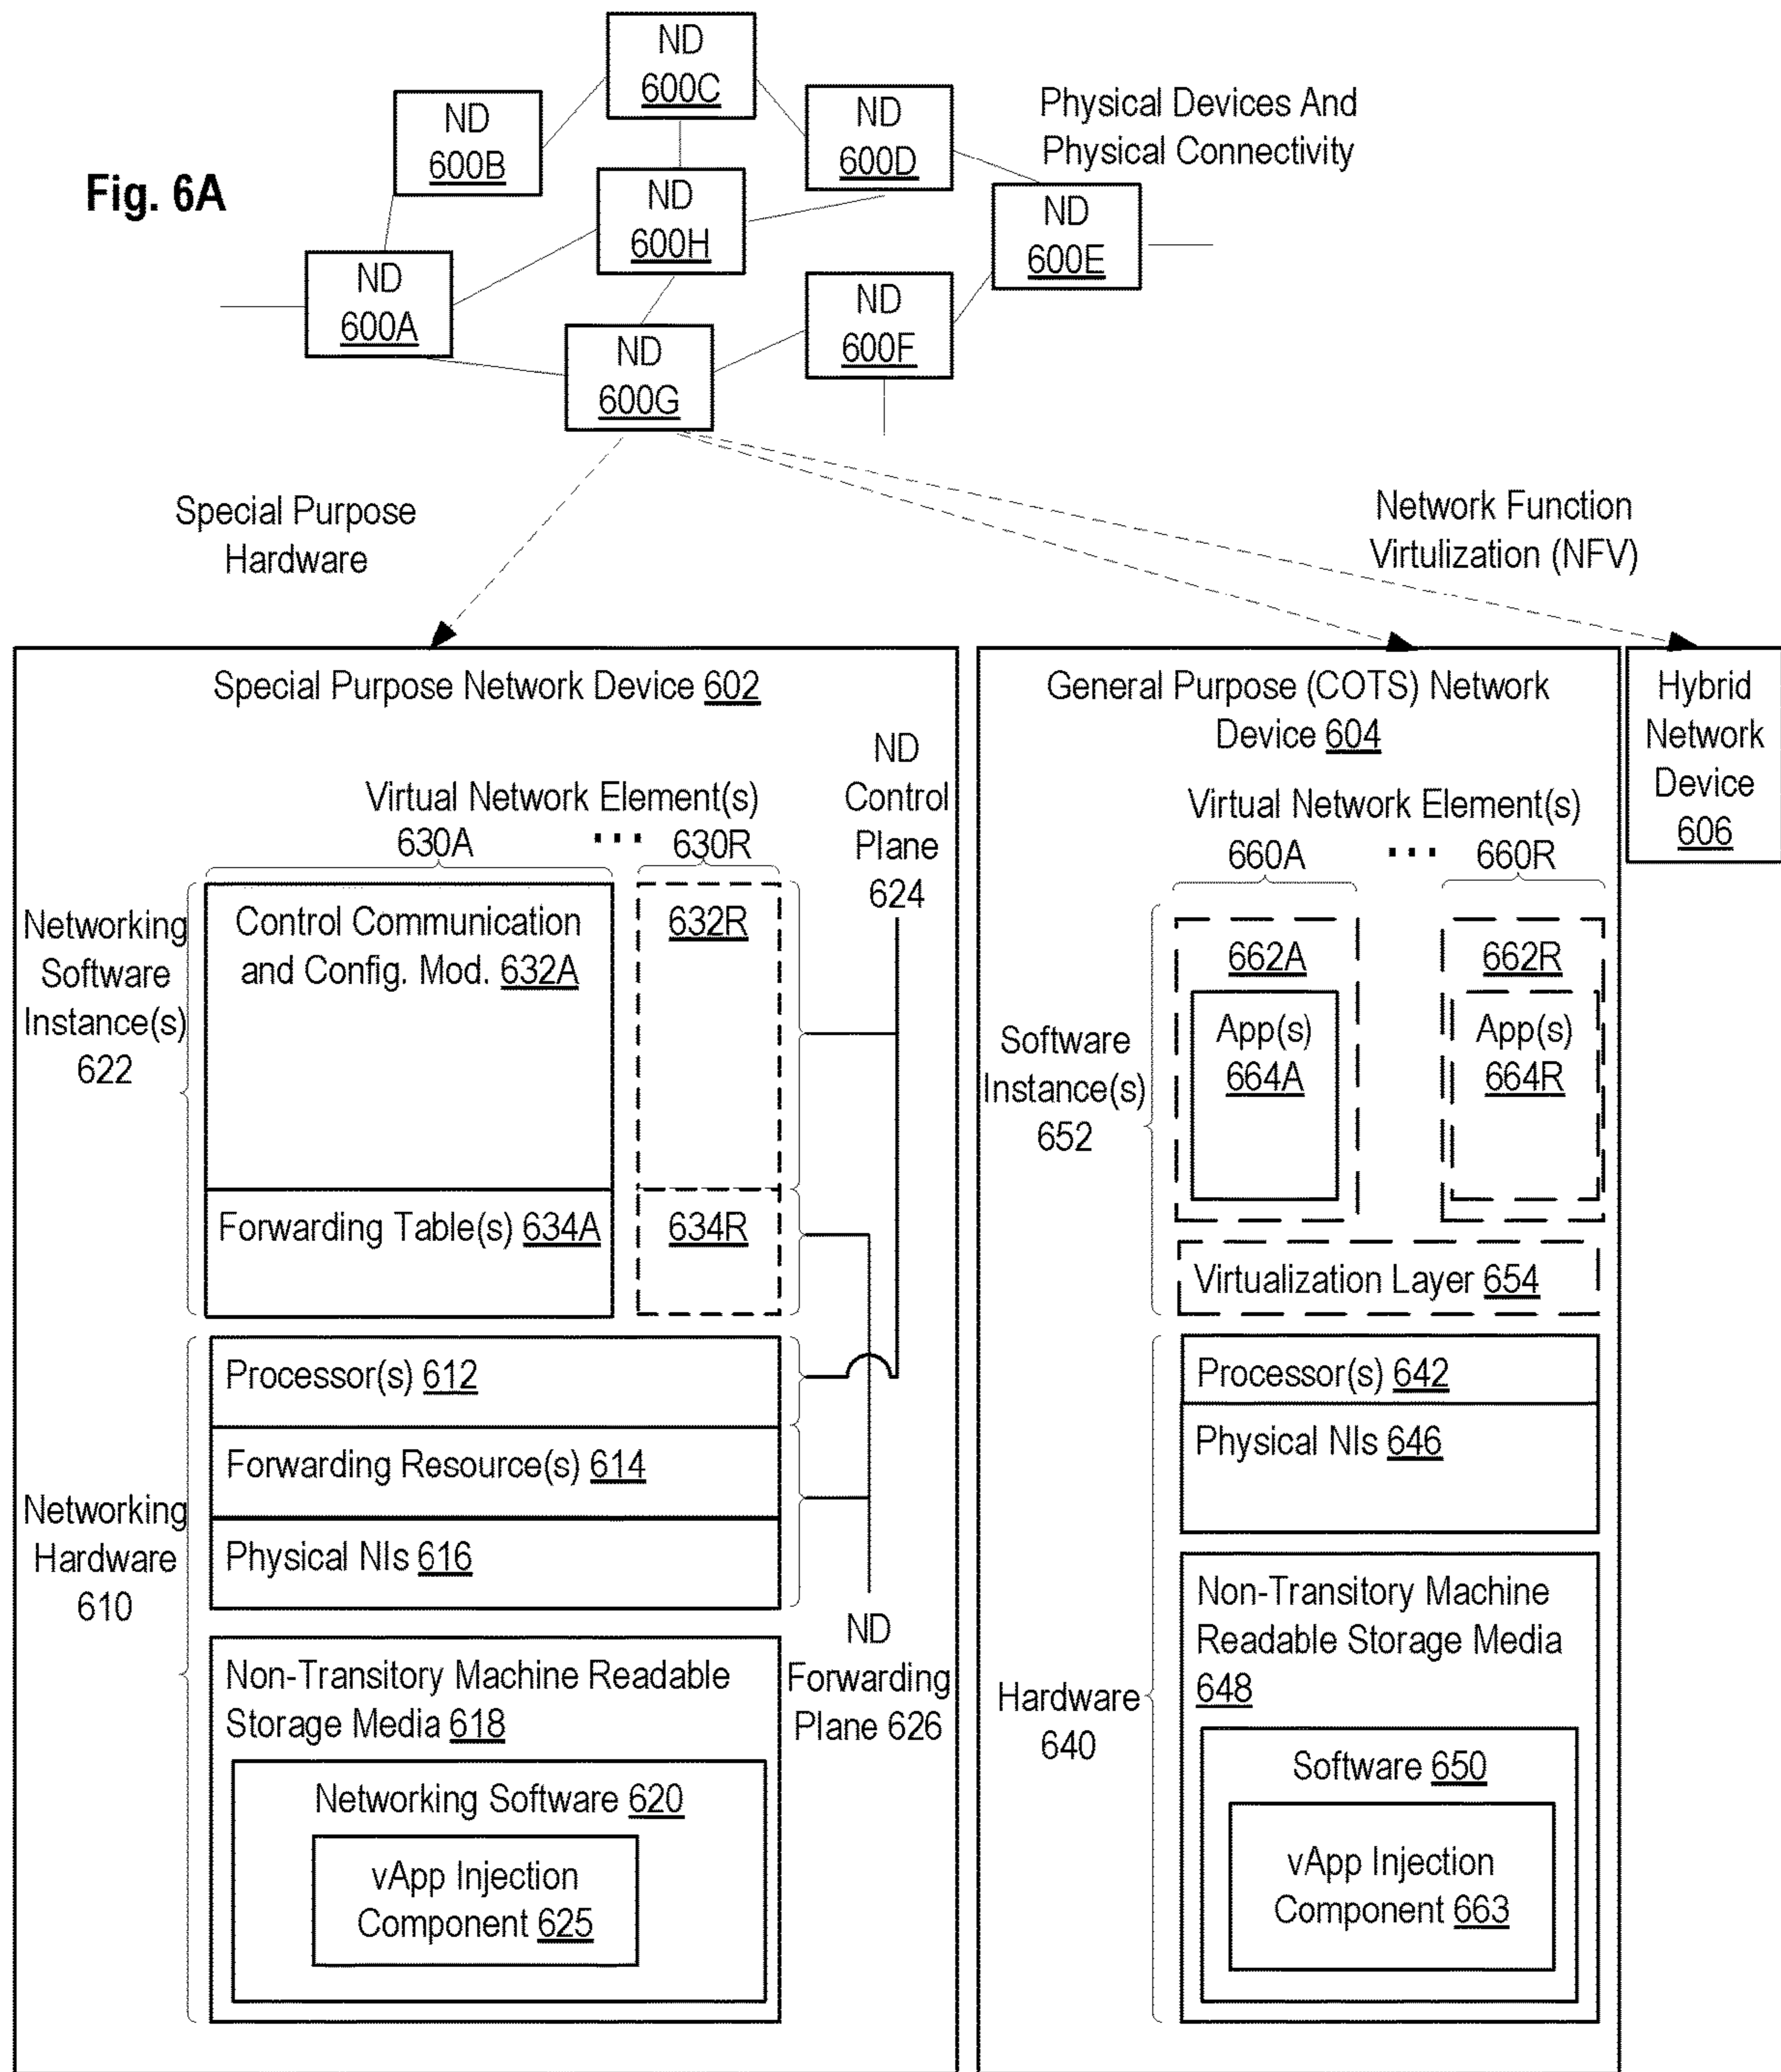 ND
600C
ND
600B
ND
600D
Physical Devices And
Physical Connectivity
Fig. 6A
ND
600H
ND
600E
ND
600A
ND
600F
ND
600G
Special Purpose
Hardware
Network Function
Virtulization (NFV)
Special Purpose Network Device 602
ND
Control
Plane
624
Virtual Network Element(s)
630A
...
630R
Networking
Software
Instance(s)
622
Control Communication
and Config. Mod. 632A
632R
Forwarding Table(s) 634A
634R
Networking
Hardware
610
Processor(s) 612
Forwarding Resource(s) 614
Physical NIs 616
ND
Forwarding
Plane 626
Non-Transitory Machine Readable
Storage Media 618
Networking Software 620
vApp Injection
Component 625
General Purpose (COTS) Network
Device 604
Virtual Network Element(s)
660A
...
660R
Software
Instance(s)
652
662A
App(s)
664A
662R
App(s)
664R
Virtualization Layer 654
Hardware
640
Processor(s) 642
Physical NIs 646
Non-Transitory Machine
Readable Storage Media
648
Software 650
vApp Injection
Component 663
Hybrid
Network
Device
606